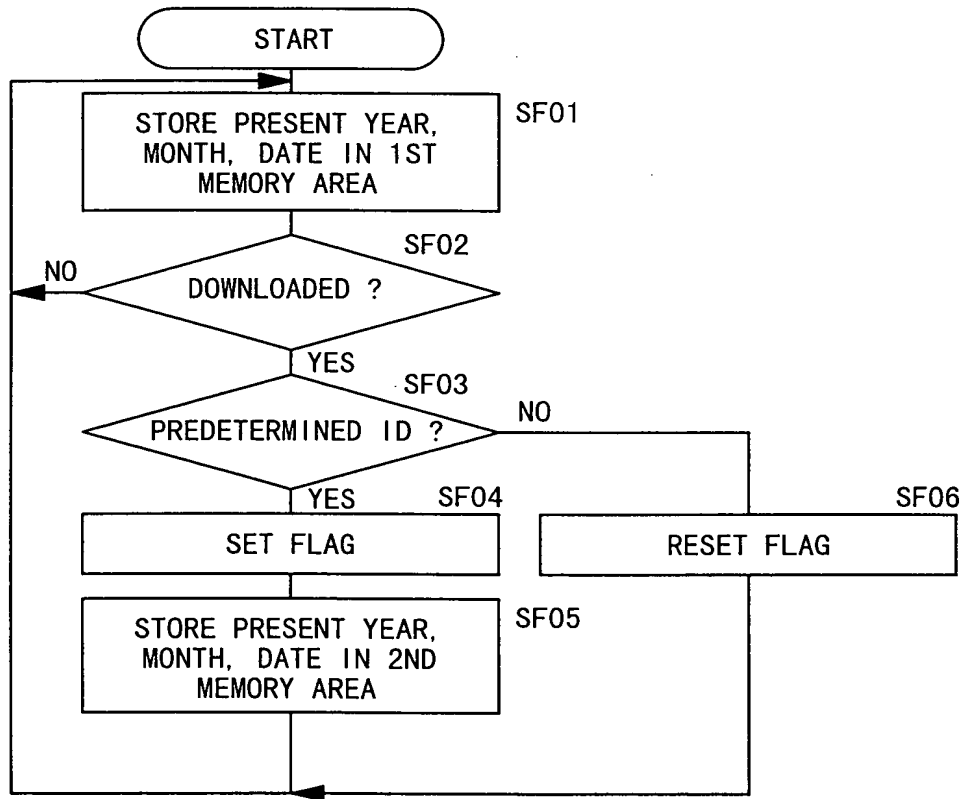 START
STORE PRESENT YEAR,
MONTH, DATE IN 1ST
MEMORY AREA
SF01
SF02
NO
DOWNLOADED ?
YES
SF03
PREDETERMINED ID ?
NO
YES
SF04
SF06
SET FLAG
RESET FLAG
STORE PRESENT YEAR,
MONTH, DATE IN 2ND
MEMORY AREA
SF05